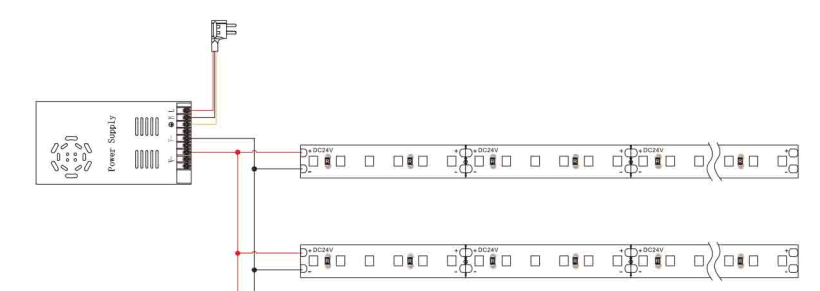 Power Supply
L
N
V-
V+
+ DC24V + + DC24V + + DC24V +
- - - - - -
+ DC24V + + DC24V + + DC24V +
- - - - - -